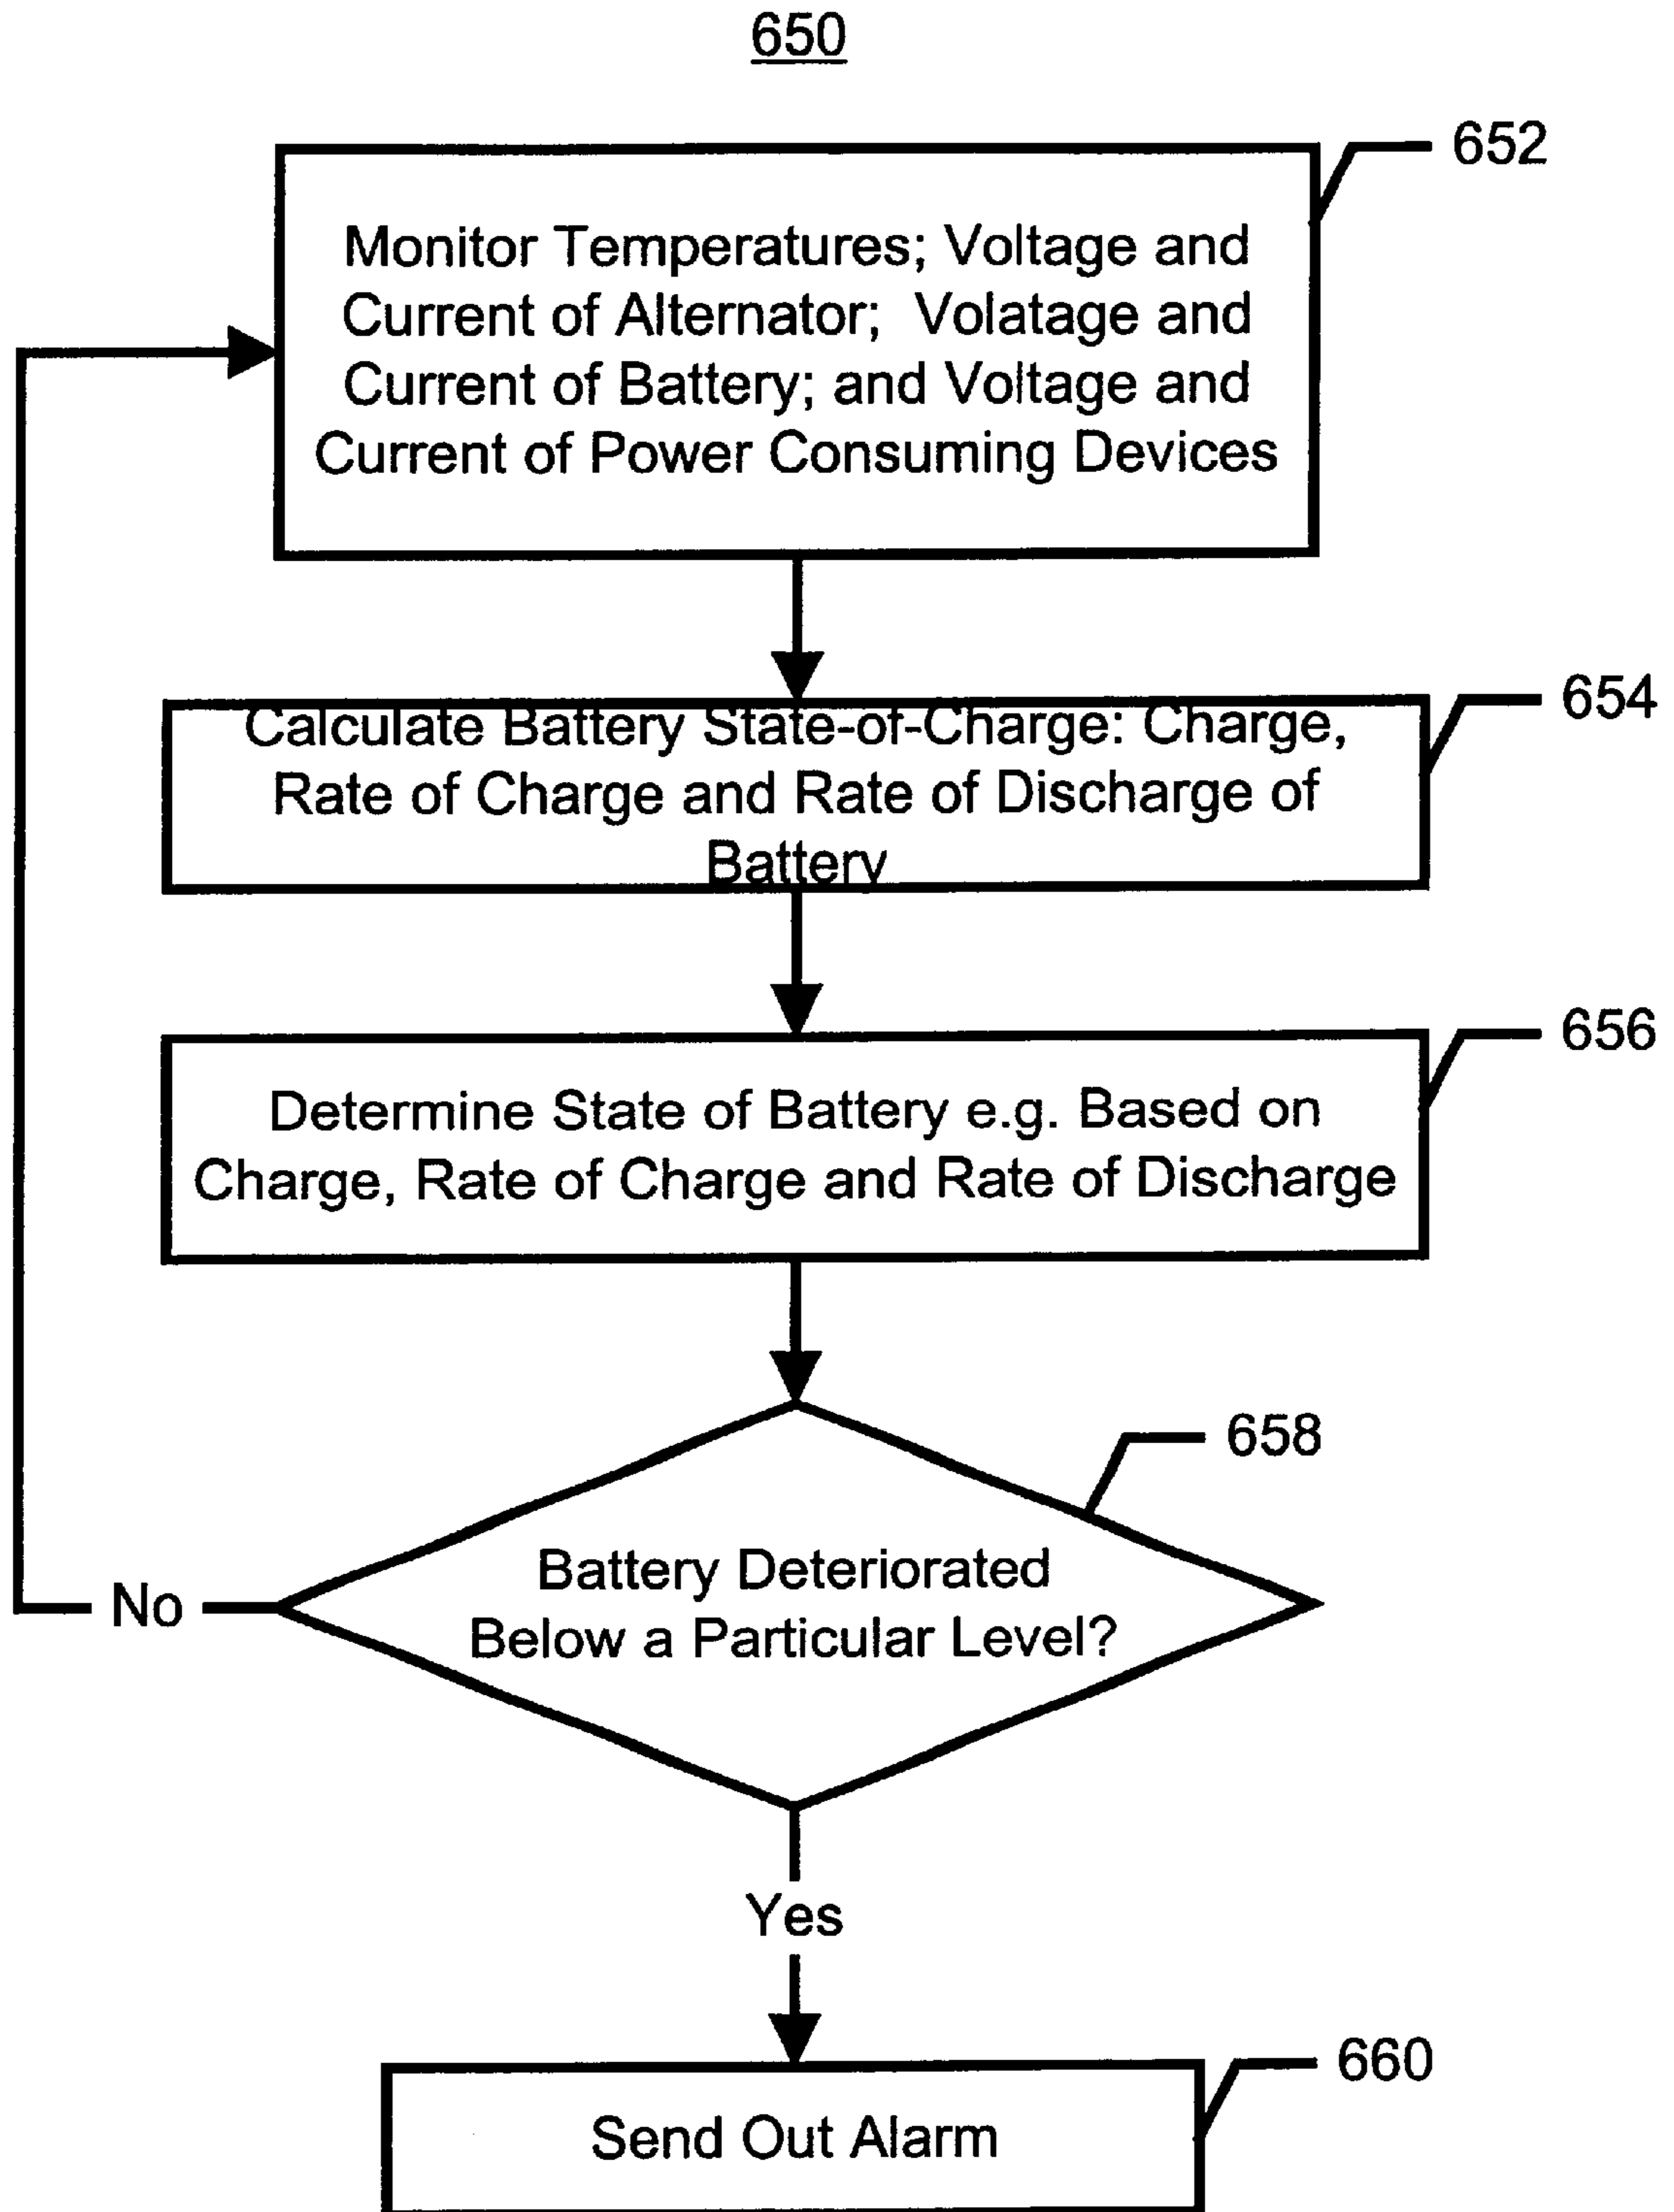 650
652
Monitor Temperatures; Voltage and
Current of Alternator; Volatage and
Current of Battery; and Voltage and
Current of Power Consuming Devices
654
Calculate Battery State-of-Charge: Charge,
Rate of Charge and Rate of Discharge of
Battery
656
Determine State of Battery e.g. Based on
Charge, Rate of Charge and Rate of Discharge
658
Battery Deteriorated
Below a Particular Level?
No
Yes
660
Send Out Alarm